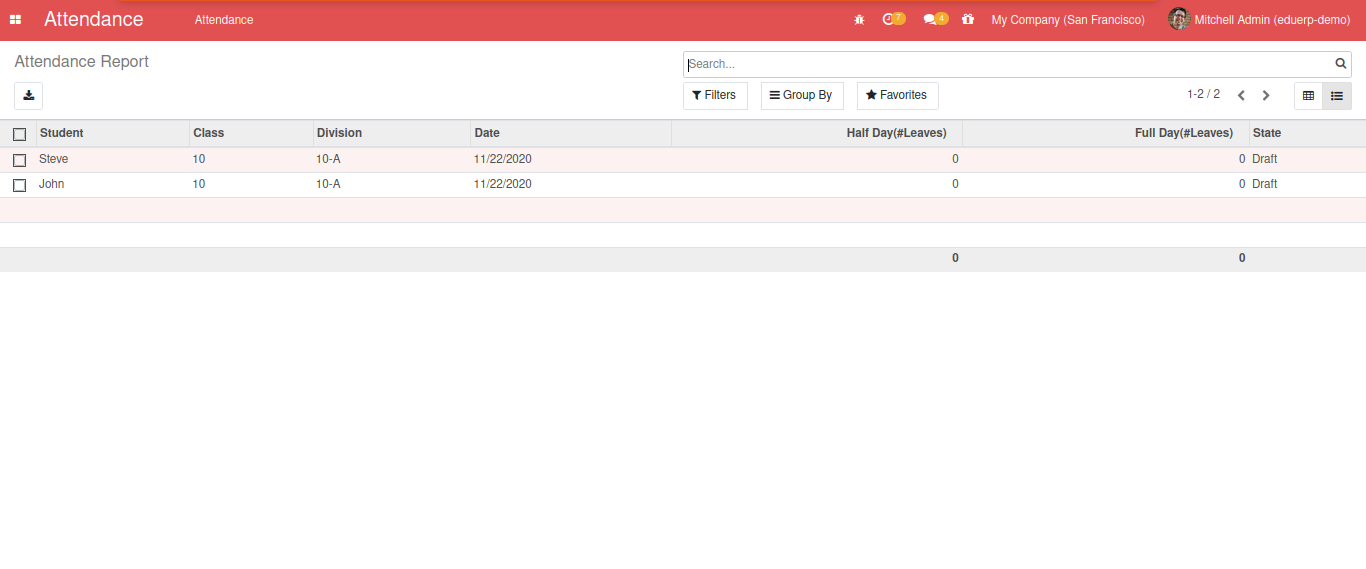 Attendance Attendance 7 4 My Company (San Francisco) Mitchell Admin (eduerp-demo)
Attendance Report Search...
Filters Group By Favorites 1-2 / 2
Student Class Division Date Half Day(#Leaves) Full Day(#Leaves) State
Steve 10 10-A 11/22/2020 0 0 Draft
John 10 10-A 11/22/2020 0 0 Draft
0 0